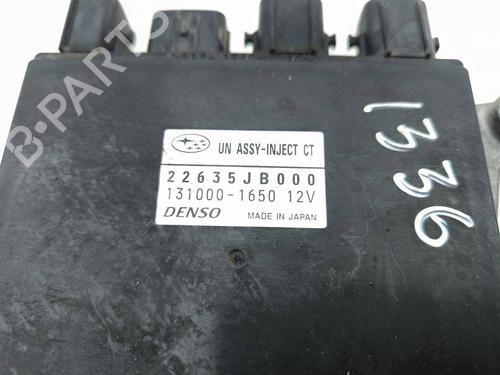 B-PARTS
UN ASSY-INJECT CT
22635JB000
131000-1650 12V
DENSO MADE IN JAPAN
1336